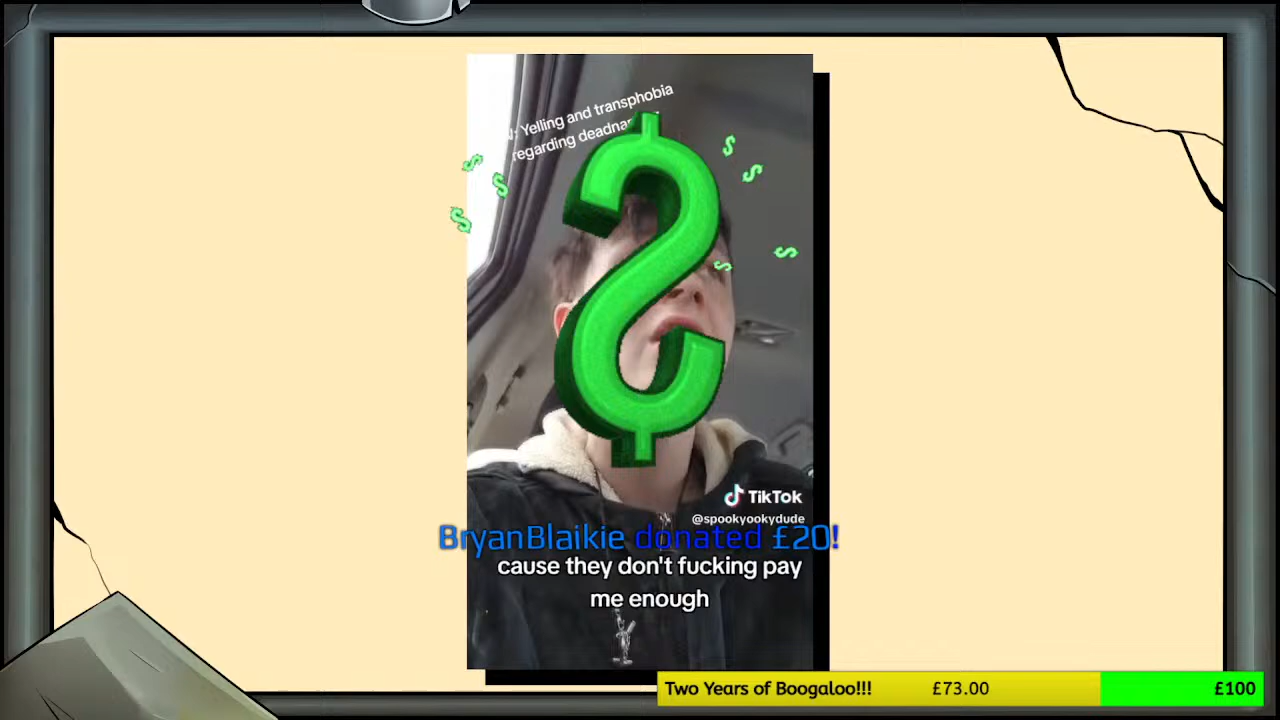 Yelling and transphobia
regarding
TikTok
@spookyookydude
BryanBlaikie donated £20!
cause they don't fucking pay
me enough
Two Years of Boogaloo!!! £73.00 £100